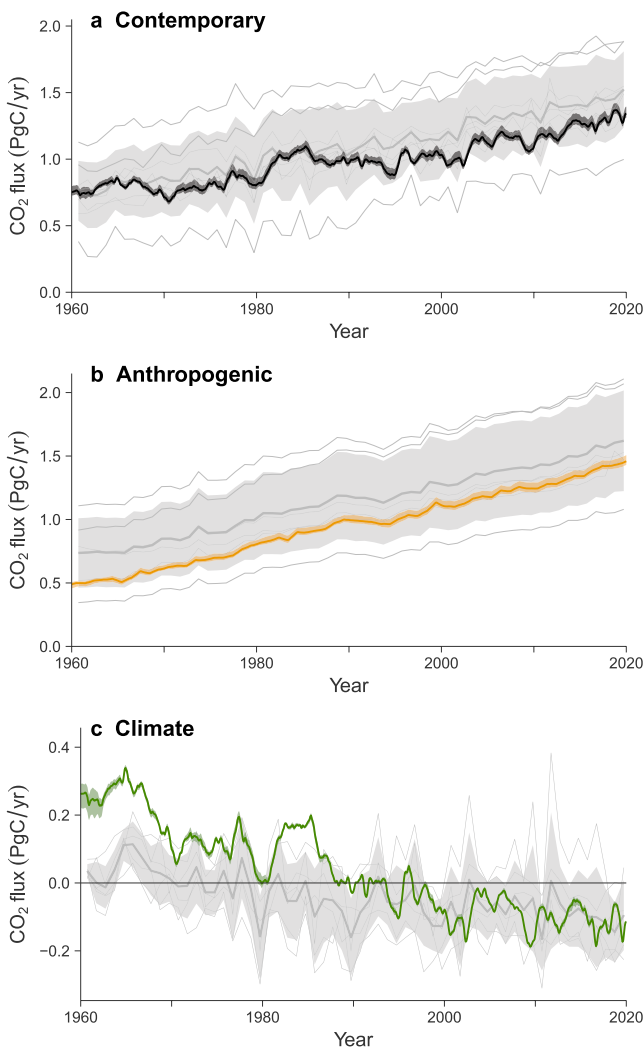 a Contemporary
2.0
1.5
1.0
0.5
0.0
CO2 flux (PgC/yr)
1960
1980
2000
2020
Year
b Anthropogenic
2.0
1.5
1.0
0.5
0.0
CO2 flux (PgC/yr)
1960
1980
2000
2020
Year
c Climate
0.4
0.2
0.0
−0.2
CO2 flux (PgC/yr)
1960
1980
2000
2020
Year